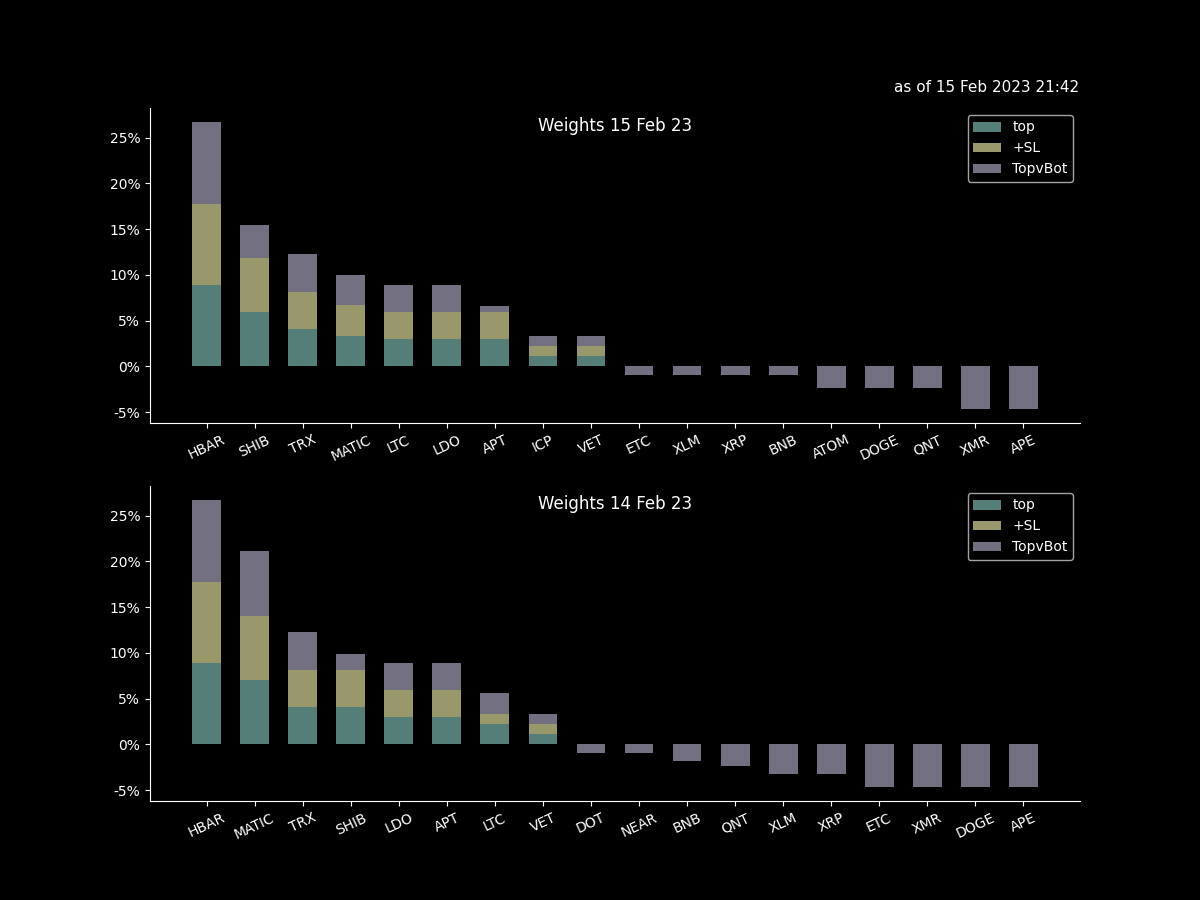 as of 15 Feb 2023 21:42
Weights 15 Feb 23
top
+SL
TopvBot
25%
20%
15%
10%
5%
0%
-5%
HBAR SHIB TRX MATIC LTC LDO APT ICP VET ETC XLM XRP BNB ATOM DOGE QNT XMR APE
Weights 14 Feb 23
top
+SL
TopvBot
25%
20%
15%
10%
5%
0%
-5%
HBAR MATIC TRX SHIB LDO APT LTC VET DOT NEAR BNB QNT XLM XRP ETC XMR DOGE APE